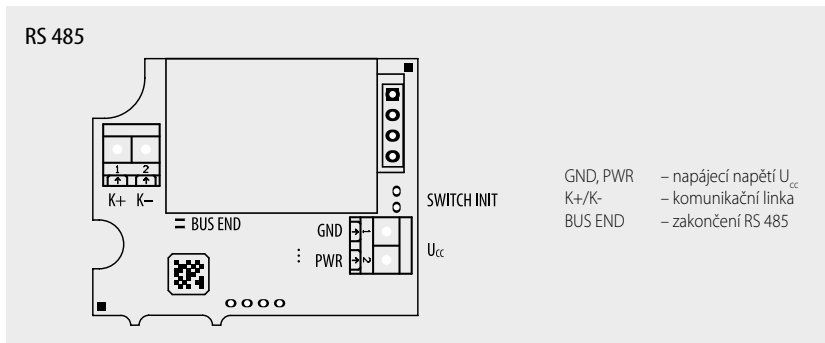 RS 485
1 2
K+ K–
BUS END
SWITCH INIT
GND 1
PWR 2
Ucc
GND, PWR – napájecí napětí Ucc
K+/K- – komunikační linka
BUS END – zakončení RS 485